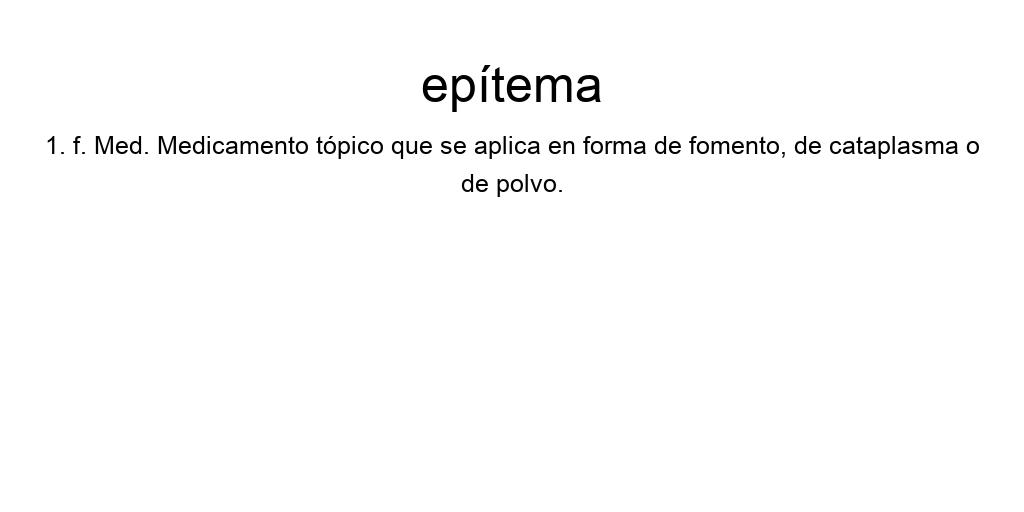 epítema
1. f. Med. Medicamento tópico que se aplica en forma de fomento, de cataplasma o
de polvo.